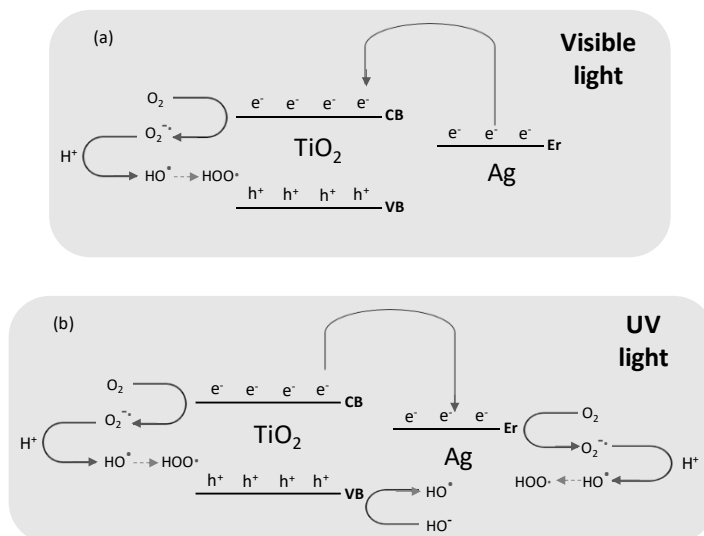 (a)
Visible
light
O₂
e⁻ e⁻ e⁻ e⁻
CB
O₂⁻•
TiO₂
e⁻ e⁻ e⁻
Er
H⁺
HO• HOO•
Ag
h⁺ h⁺ h⁺ h⁺
VB
(b)
UV
light
O₂
e⁻ e⁻ e⁻ e⁻
CB
O₂⁻•
TiO₂
e⁻ e⁻ e⁻
Er
O₂
H⁺
O₂⁻•
HO• HOO•
Ag
H⁺
h⁺ h⁺ h⁺ h⁺
VB
HO•
HOO• HO•
HO⁻